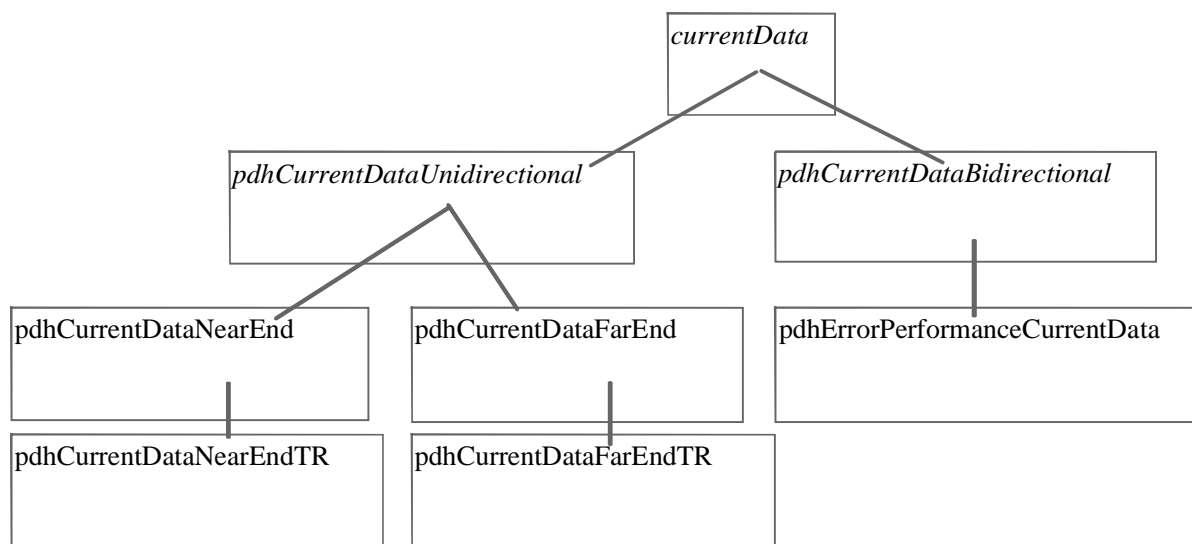 currentData
pdhCurrentDataUnidirectional
pdhCurrentDataBidirectional
pdhCurrentDataNearEnd
pdhCurrentDataFarEnd
pdhErrorPerformanceCurrentData
pdhCurrentDataNearEndTR
pdhCurrentDataFarEndTR